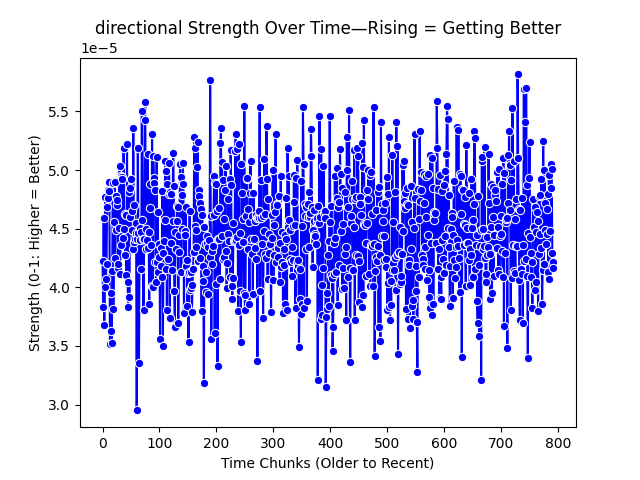 directional Strength Over Time—Rising = Getting Better
1e−5
5.5
5.0
4.5
4.0
3.5
3.0
Strength (0-1: Higher = Better)
0 100 200 300 400 500 600 700 800
Time Chunks (Older to Recent)